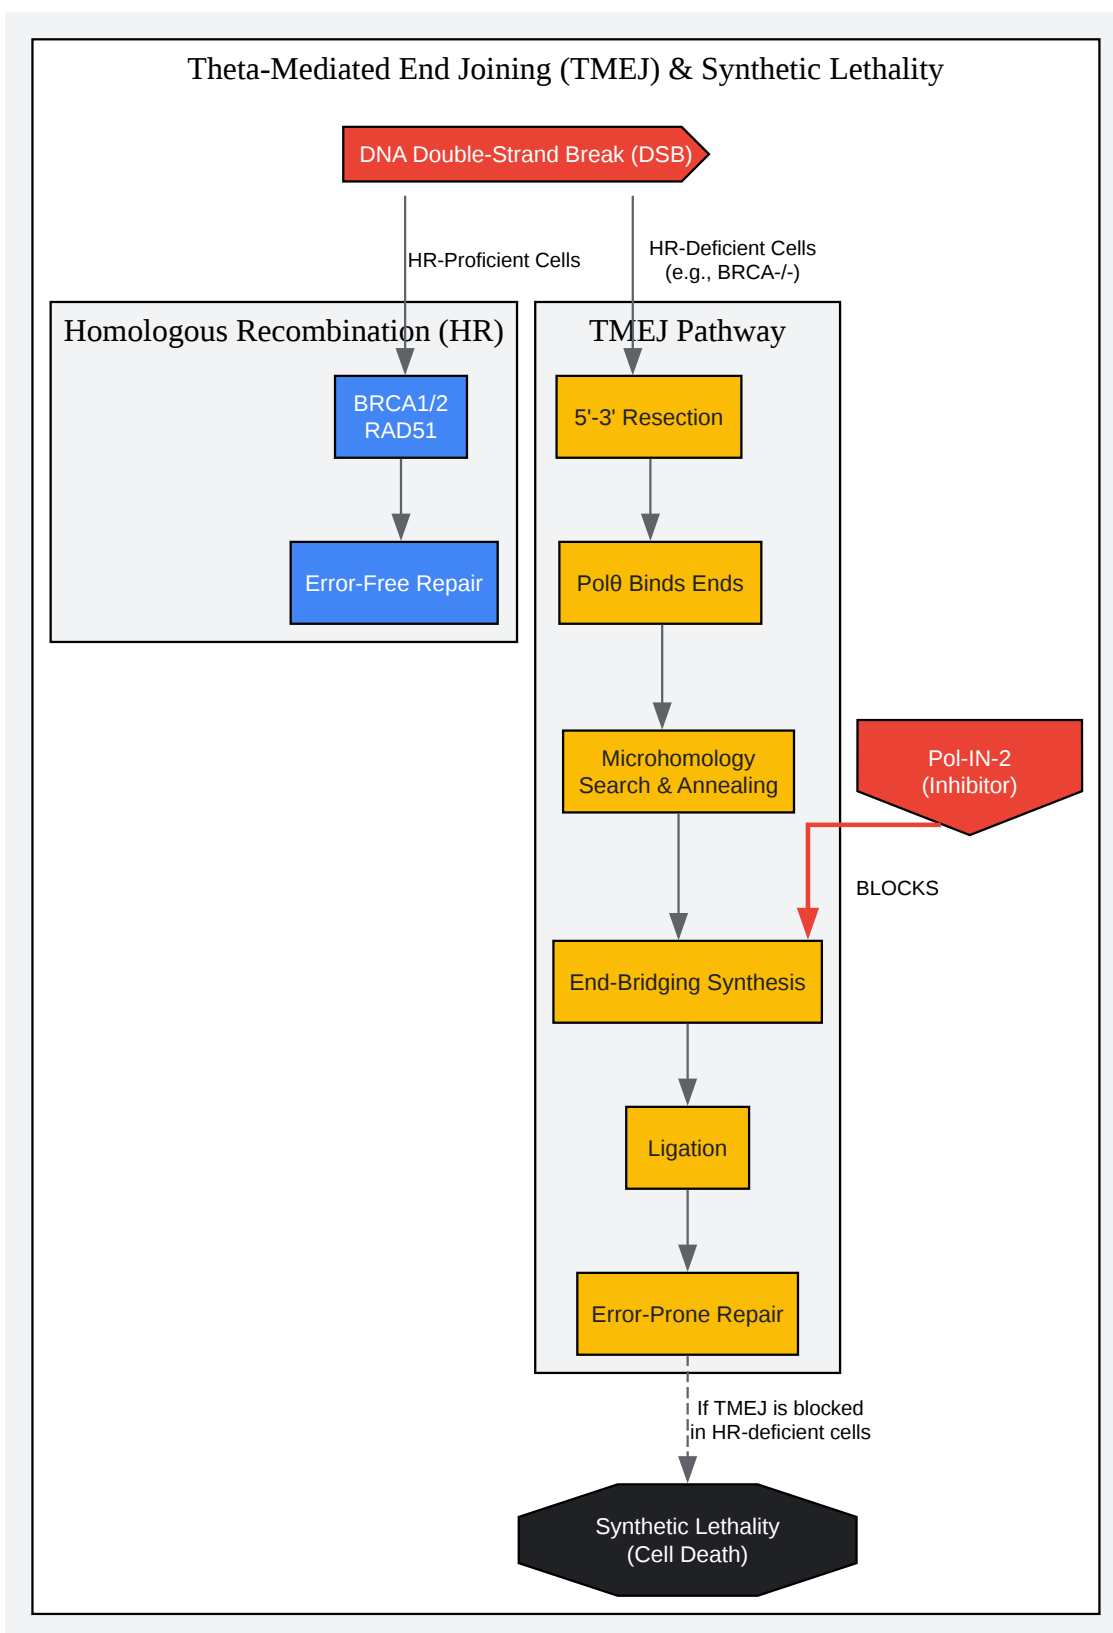 Theta-Mediated End Joining (TMEJ) & Synthetic Lethality
DNA Double-Strand Break (DSB)
HR-Proficient Cells
HR-Deficient Cells
(e.g., BRCA-/-)
Homologous Recombination (HR)
BRCA1/2
RAD51
Error-Free Repair
TMEJ Pathway
5'-3' Resection
Polθ Binds Ends
Microhomology
Search & Annealing
Pol-IN-2
(Inhibitor)
BLOCKS
End-Bridging Synthesis
Ligation
Error-Prone Repair
If TMEJ is blocked
in HR-deficient cells
Synthetic Lethality
(Cell Death)